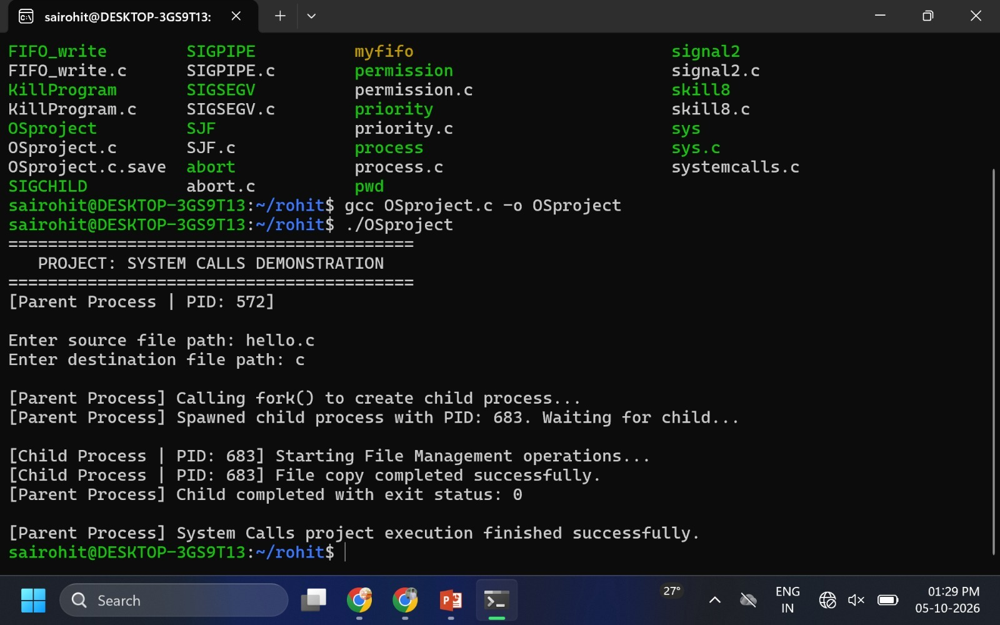 sairohit@DESKTOP-3GS9T13:
FIFO_write SIGPIPE myfifo signal2
FIFO_write.c SIGPIPE.c permission signal2.c
KillProgram SIGSEGV permission.c skill8
KillProgram.c SIGSEGV.c priority skill8.c
OSproject SJF priority.c sys
OSproject.c SJF.c process sys.c
OSproject.c.save abort process.c systemcalls.c
SIGCHILD abort.c pwd
sairohit@DESKTOP-3GS9T13:~/rohit$ gcc OSproject.c -o OSproject
sairohit@DESKTOP-3GS9T13:~/rohit$ ./OSproject
=========================================
PROJECT: SYSTEM CALLS DEMONSTRATION
=========================================
[Parent Process | PID: 572]
Enter source file path: hello.c
Enter destination file path: c
[Parent Process] Calling fork() to create child process...
[Parent Process] Spawned child process with PID: 683. Waiting for child...
[Child Process | PID: 683] Starting File Management operations...
[Child Process | PID: 683] File copy completed successfully.
[Parent Process] Child completed with exit status: 0
[Parent Process] System Calls project execution finished successfully.
sairohit@DESKTOP-3GS9T13:~/rohit$
Search
27°
ENG
IN
01:29 PM
05-10-2026